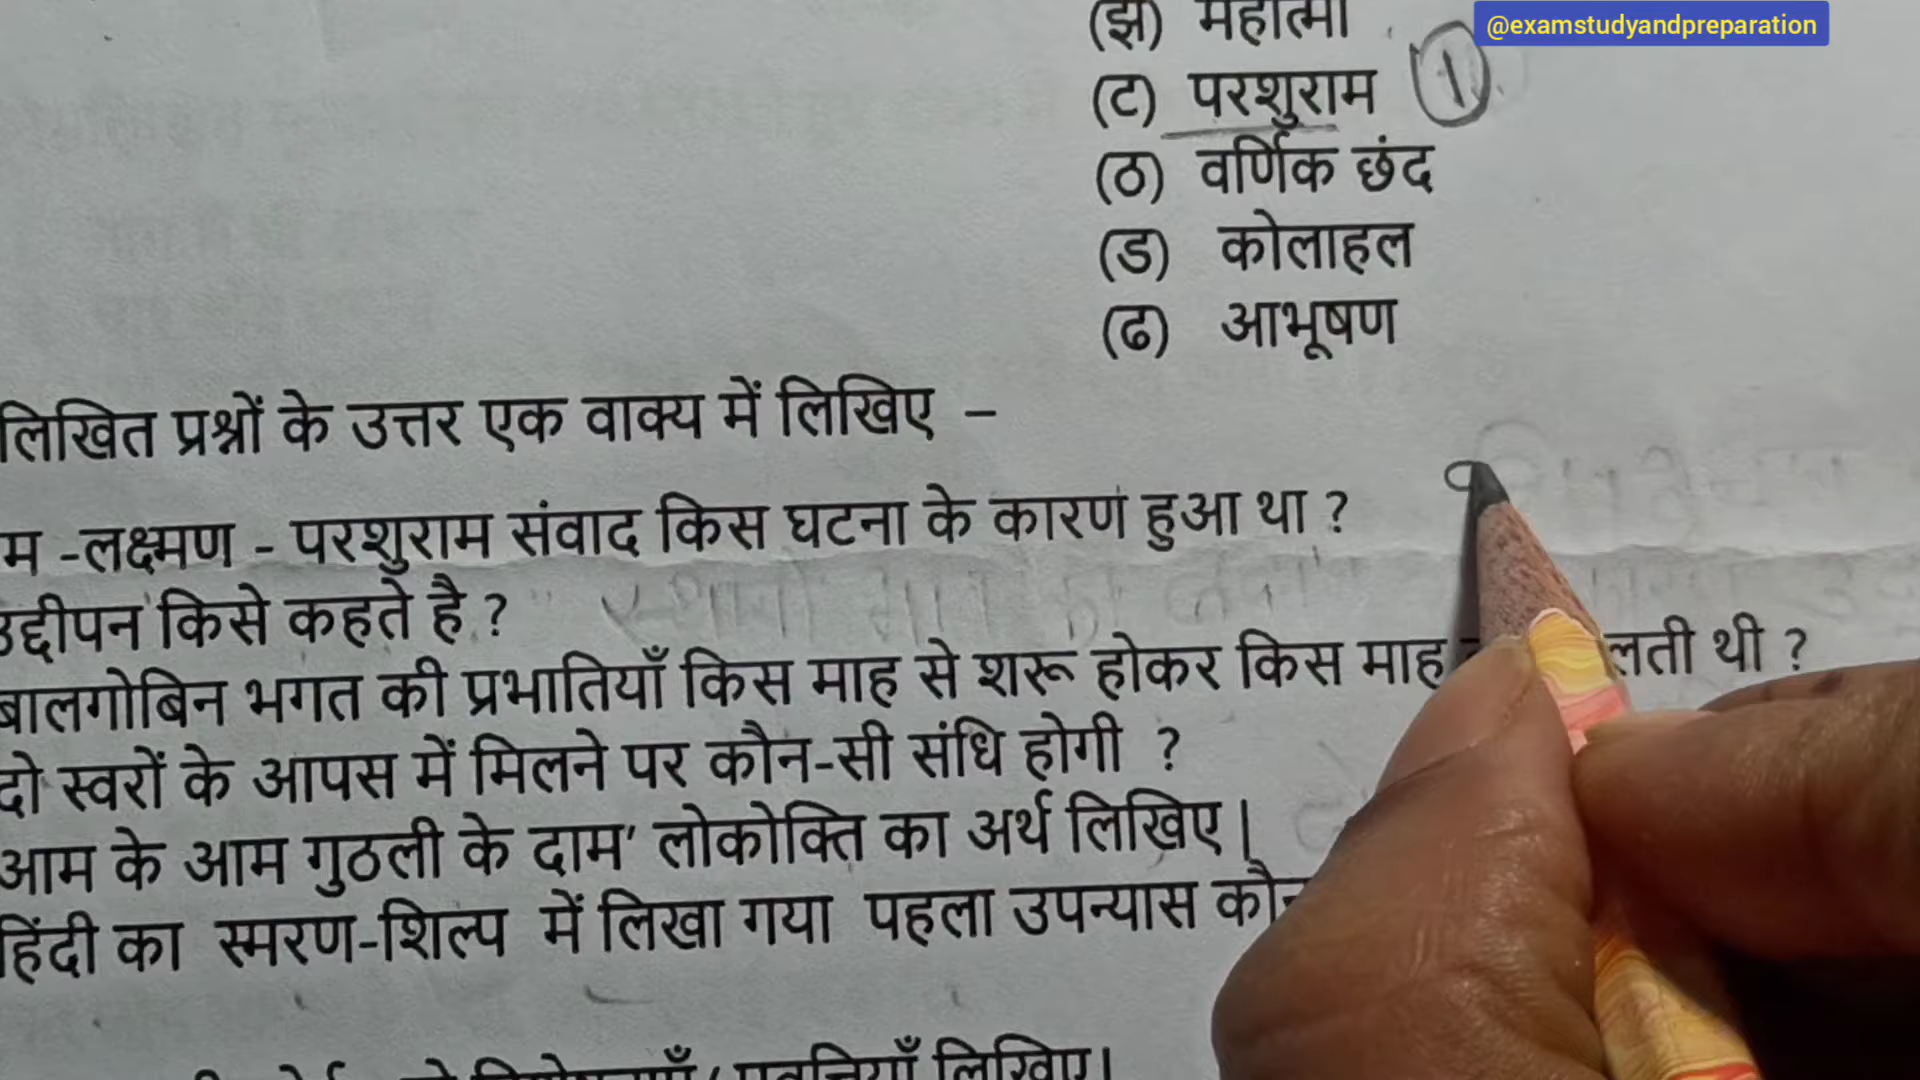 @examstudyandpreparation
(झ) महात्मा
(ट) परशुराम 1
(ठ) वर्णिक छंद
(ड) कोलाहल
(ढ) आभूषण
लिखित प्रश्नों के उत्तर एक वाक्य में लिखिए –
म -लक्ष्मण - परशुराम संवाद किस घटना के कारण हुआ था ?
उद्दीपन किसे कहते है ?
बालगोबिन भगत की प्रभातियाँ किस माह से शरू होकर किस माह लती थी ?
दो स्वरों के आपस में मिलने पर कौन-सी संधि होगी ?
आम के आम गुठली के दाम’ लोकोक्ति का अर्थ लिखिए |
हिंदी का स्मरण-शिल्प में लिखा गया पहला उपन्यास
लिखिए।